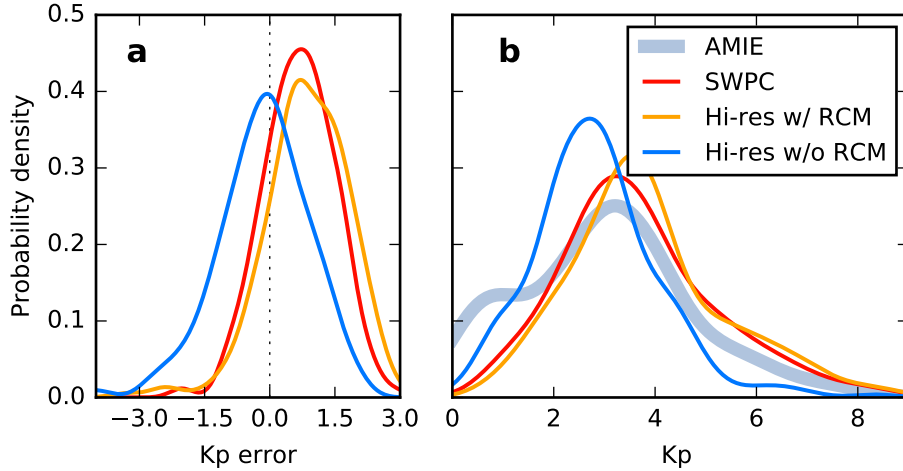 a
b
AMIE
SWPC
Hi-res w/ RCM
Hi-res w/o RCM
Probability density
0.5
0.4
0.3
0.2
0.1
0.0
−3.0 −1.5 0.0 1.5 3.0
0 2 4 6 8
Kp error
Kp